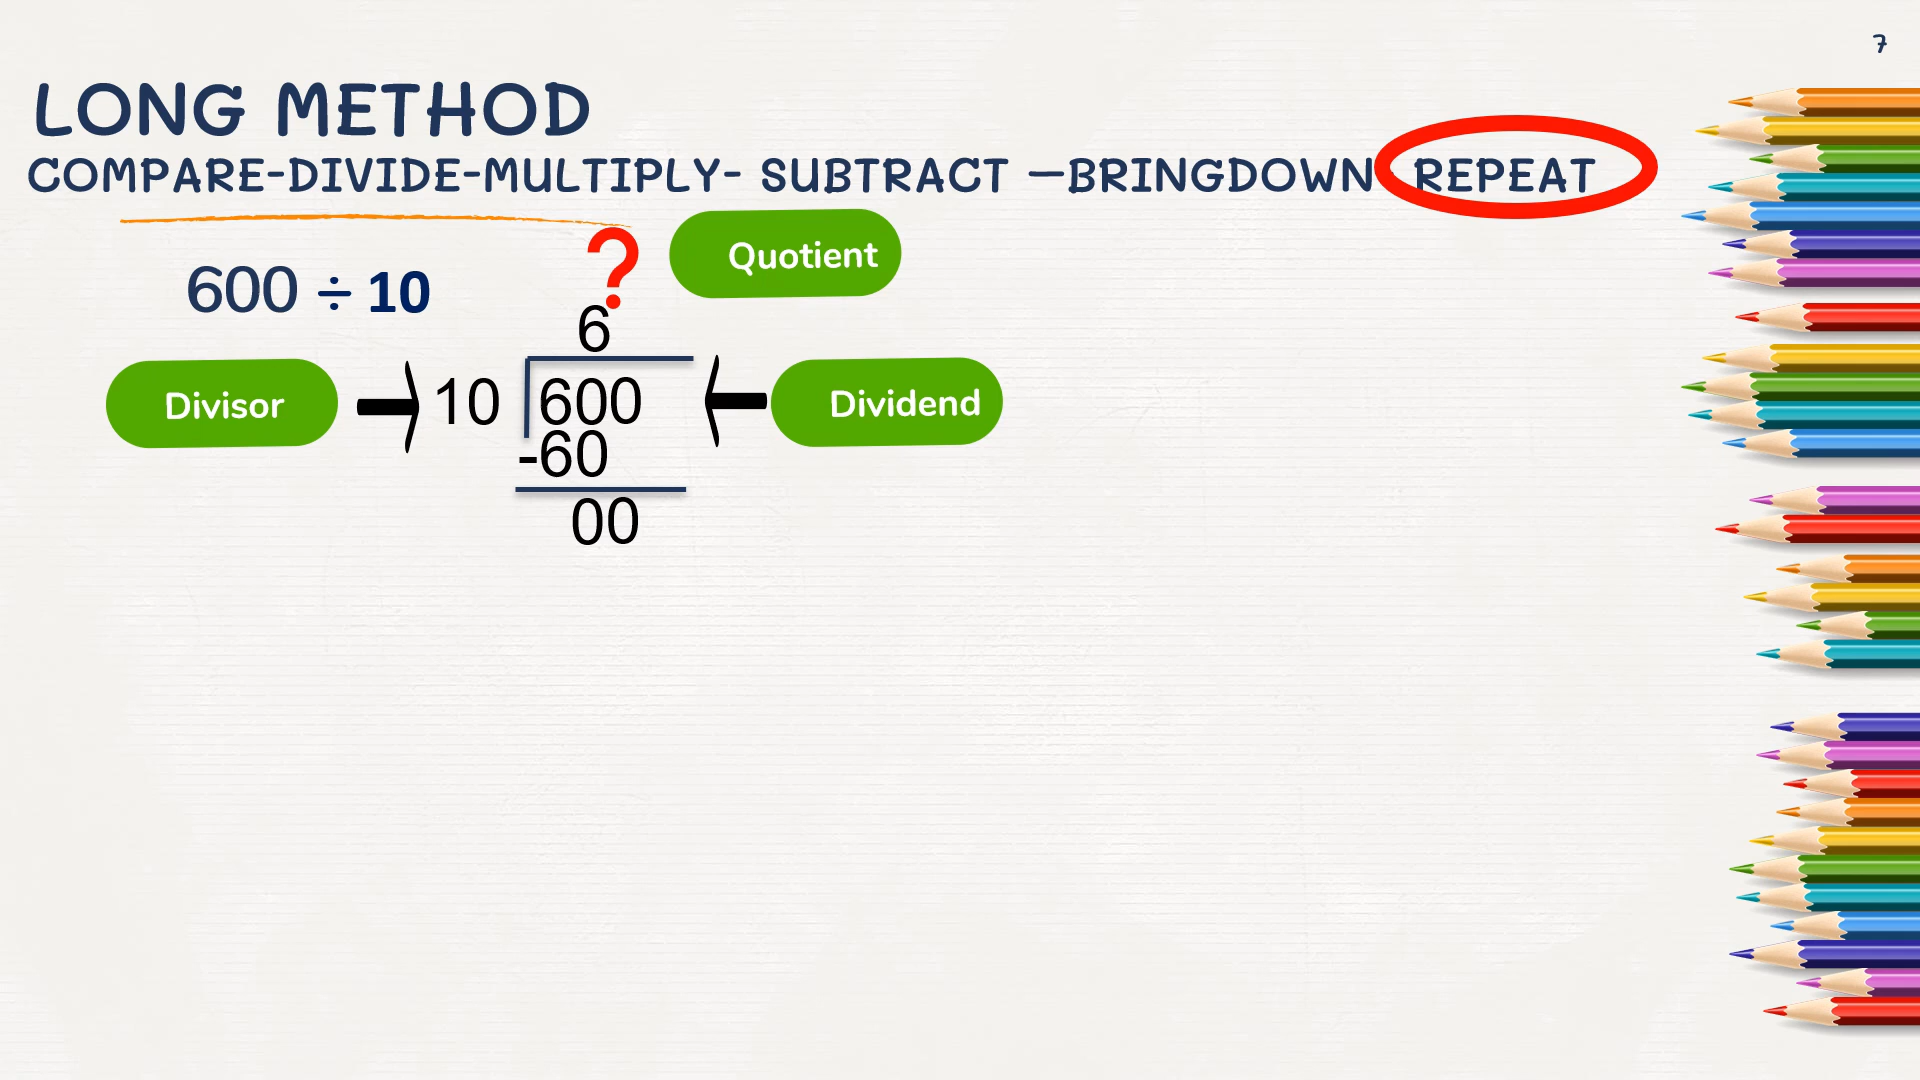 7
LONG METHOD
COMPARE-DIVIDE-MULTIPLY- SUBTRACT –BRINGDOWN- REPEAT
?
Quotient
600 ÷ 10
6
Divisor
10 600
Dividend
-60
00